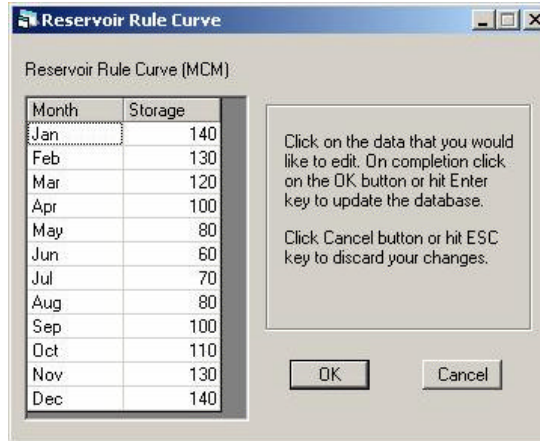 Reservoir Rule Curve
Reservoir Rule Curve (MCM)
Month Storage
Jan 140
Feb 130
Mar 120
Apr 100
May 80
Jun 60
Jul 70
Aug 80
Sep 100
Oct 110
Nov 130
Dec 140
Click on the data that you would
like to edit. On completion click
on the OK button or hit Enter
key to update the database.
Click Cancel button or hit ESC
key to discard your changes.
OK Cancel